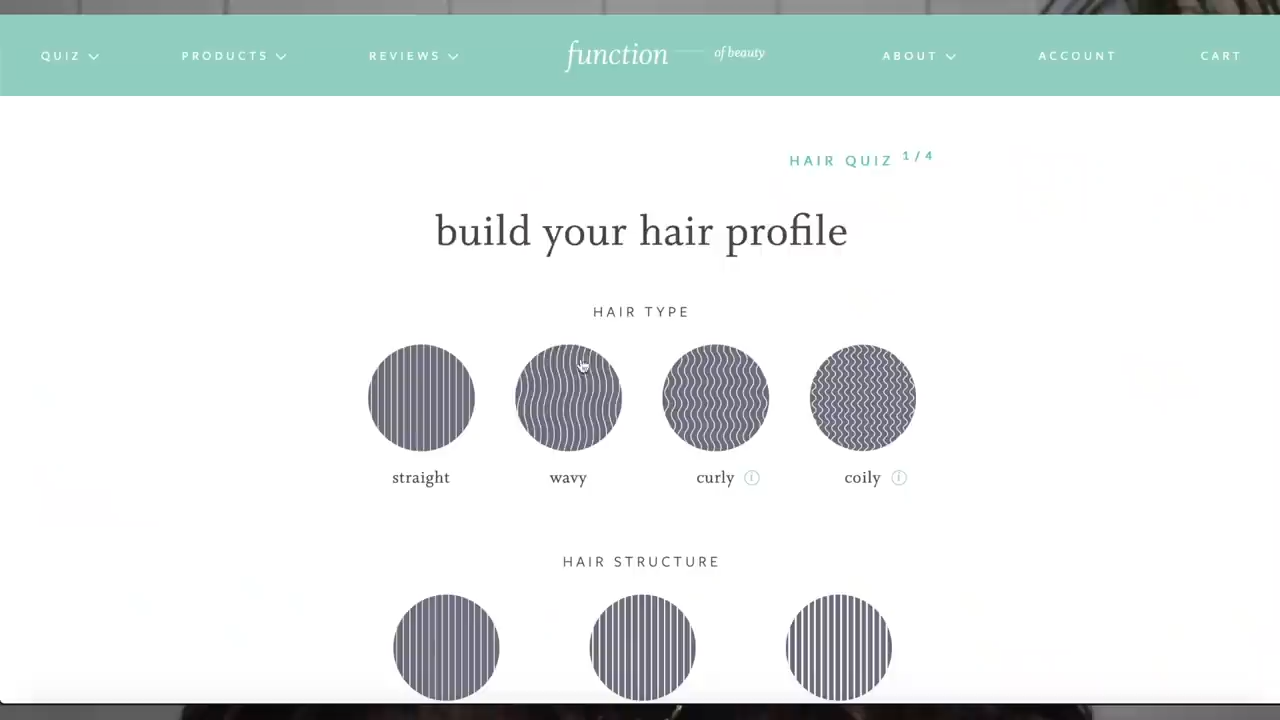 QUIZ PRODUCTS REVIEWS function of beauty ABOUT ACCOUNT CART
HAIR QUIZ 1/4
build your hair profile
HAIR TYPE
straight wavy curly i coily i
HAIR STRUCTURE